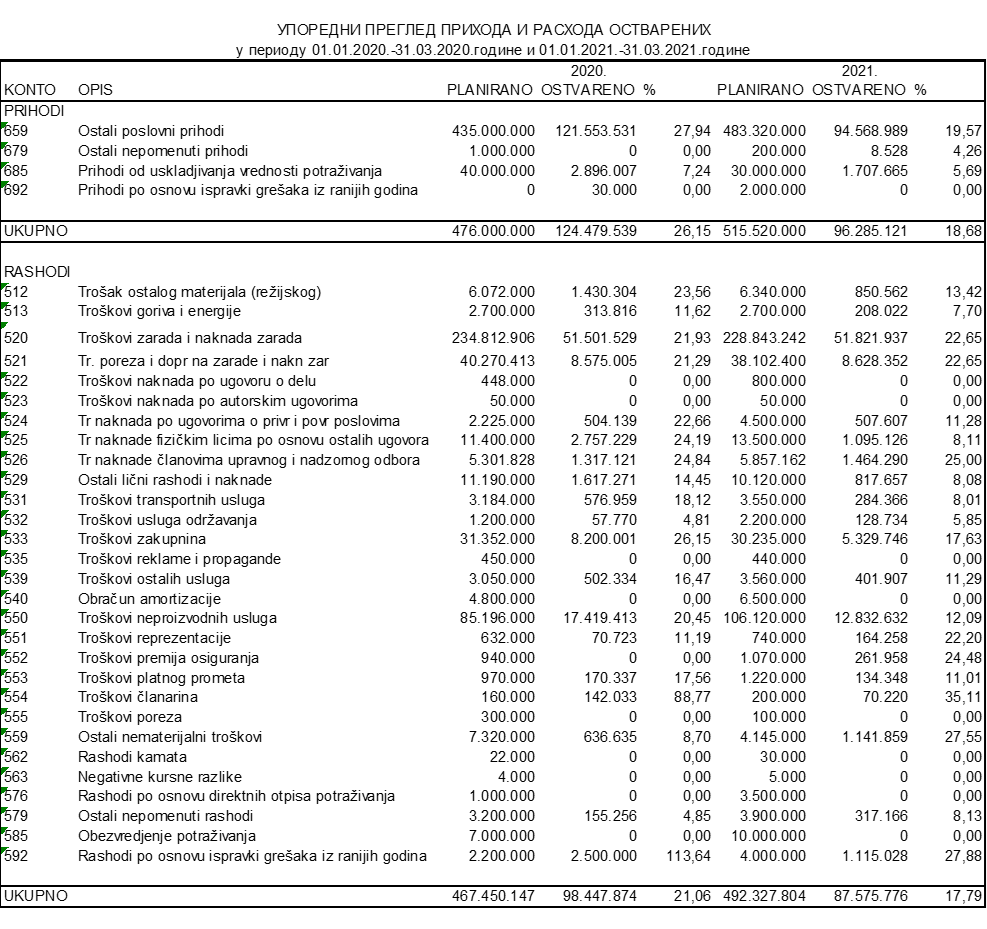 УПОРЕДНИ ПРЕГЛЕД ПРИХОДА И РАСХОДА ОСТВАРЕНИХ
у периоду 01.01.2020.-31.03.2020.године и 01.01.2021.-31.03.2021.године
2020. 2021.
KONTO OPIS PLANIRANO OSTVARENO % PLANIRANO OSTVARENO %
PRIHODI
659 Ostali poslovni prihodi 435.000.000 121.553.531 27,94 483.320.000 94.568.989 19,57
679 Ostali nepomenuti prihodi 1.000.000 0 0,00 200.000 8.528 4,26
685 Prihodi od uskladjivanja vrednosti potraživanja 40.000.000 2.896.007 7,24 30.000.000 1.707.665 5,69
692 Prihodi po osnovu ispravki grešaka iz ranijih godina 0 30.000 0,00 2.000.000 0 0,00
UKUPNO 476.000.000 124.479.539 26,15 515.520.000 96.285.121 18,68
RASHODI
512 Trošak ostalog materijala (režijskog) 6.072.000 1.430.304 23,56 6.340.000 850.562 13,42
513 Troškovi goriva i energije 2.700.000 313.816 11,62 2.700.000 208.022 7,70
520 Troškovi zarada i naknada zarada 234.812.906 51.501.529 21,93 228.843.242 51.821.937 22,65
521 Tr. poreza i dopr na zarade i nakn zar 40.270.413 8.575.005 21,29 38.102.400 8.628.352 22,65
522 Troškovi naknada po ugovoru o delu 448.000 0 0,00 800.000 0 0,00
523 Troškovi naknada po autorskim ugovorima 50.000 0 0,00 50.000 0 0,00
524 Tr naknada po ugovorima o privr i povr poslovima 2.225.000 504.139 22,66 4.500.000 507.607 11,28
525 Tr naknade fizičkim licima po osnovu ostalih ugovora 11.400.000 2.757.229 24,19 13.500.000 1.095.126 8,11
526 Tr naknade članovima upravnog i nadzornog odbora 5.301.828 1.317.121 24,84 5.857.162 1.464.290 25,00
529 Ostali lični rashodi i naknade 11.190.000 1.617.271 14,45 10.120.000 817.657 8,08
531 Troškovi transportnih usluga 3.184.000 576.959 18,12 3.550.000 284.366 8,01
532 Troškovi usluga održavanja 1.200.000 57.770 4,81 2.200.000 128.734 5,85
533 Troškovi zakupnina 31.352.000 8.200.001 26,15 30.235.000 5.329.746 17,63
535 Troškovi reklame i propagande 450.000 0 0,00 440.000 0 0,00
539 Troškovi ostalih usluga 3.050.000 502.334 16,47 3.560.000 401.907 11,29
540 Obračun amortizacije 4.800.000 0 0,00 6.500.000 0 0,00
550 Troškovi neproizvodnih usluga 85.196.000 17.419.413 20,45 106.120.000 12.832.632 12,09
551 Troškovi reprezentacije 632.000 70.723 11,19 740.000 164.258 22,20
552 Troškovi premija osiguranja 940.000 0 0,00 1.070.000 261.958 24,48
553 Troškovi platnog prometa 970.000 170.337 17,56 1.220.000 134.348 11,01
554 Troškovi članarina 160.000 142.033 88,77 200.000 70.220 35,11
555 Troškovi poreza 300.000 0 0,00 100.000 0 0,00
559 Ostali nematerijalni troškovi 7.320.000 636.635 8,70 4.145.000 1.141.859 27,55
562 Rashodi kamata 22.000 0 0,00 30.000 0 0,00
563 Negativne kursne razlike 4.000 0 0,00 5.000 0 0,00
576 Rashodi po osnovu direktnih otpisa potraživanja 1.000.000 0 0,00 3.500.000 0 0,00
579 Ostali nepomenuti rashodi 3.200.000 155.256 4,85 3.900.000 317.166 8,13
585 Obezvredjenje potraživanja 7.000.000 0 0,00 10.000.000 0 0,00
592 Rashodi po osnovu ispravki grešaka iz ranijih godina 2.200.000 2.500.000 113,64 4.000.000 1.115.028 27,88
UKUPNO 467.450.147 98.447.874 21,06 492.327.804 87.575.776 17,79